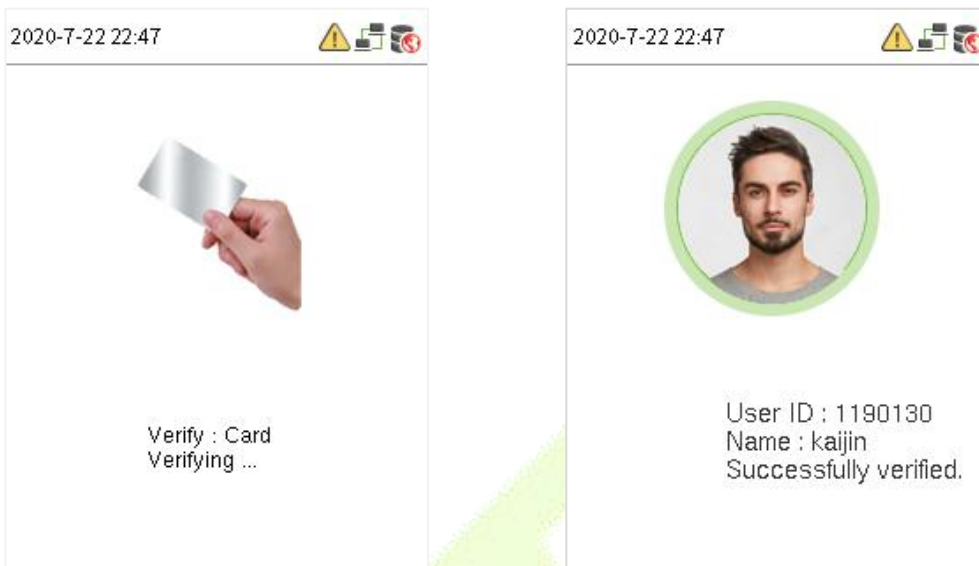 2020-7-22 22:47
Verify : Card
Verifying ...
2020-7-22 22:47
User ID : 1190130
Name : kaijin
Successfully verified.